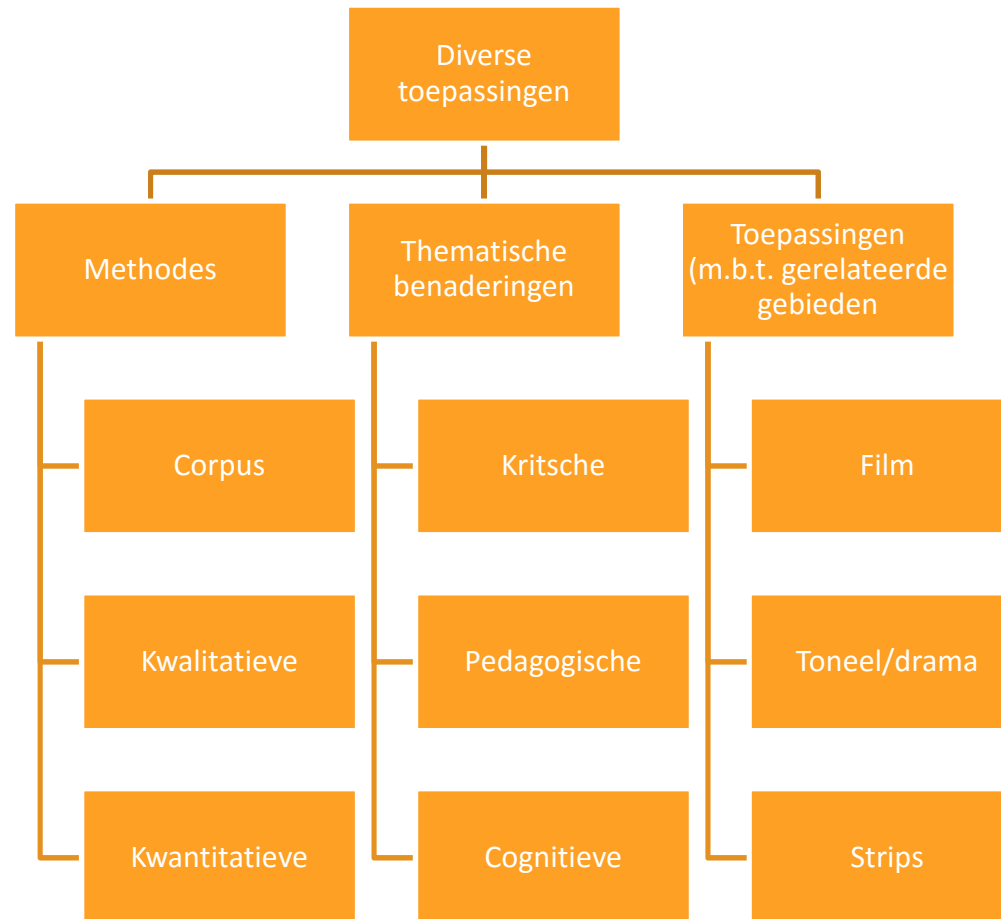 Diverse
toepassingen
Methodes
Corpus
Kwalitatieve
Kwantitatieve
Thematische
benaderingen
Kritsche
Pedagogische
Cognitieve
Toepassingen
(m.b.t. gerelateerde
gebieden
Film
Toneel/drama
Strips